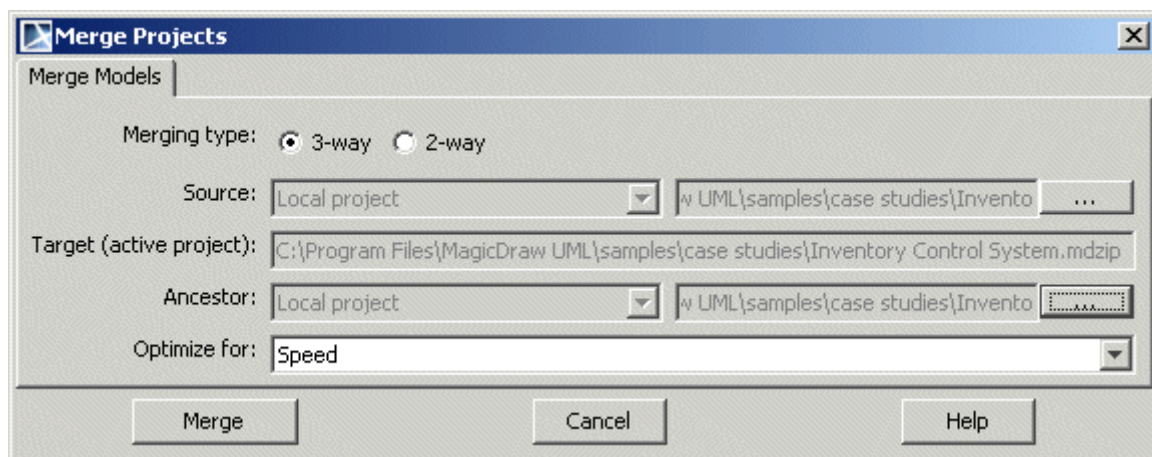 Merge Projects
Merge Models
Merging type: 3-way 2-way
Source: Local project w UML\samples\case studies\Invento ...
Target (active project): C:\Program Files\MagicDraw UML\samples\case studies\Inventory Control System.mdzip
Ancestor: Local project w UML\samples\case studies\Invento ...
Optimize for: Speed
Merge Cancel Help